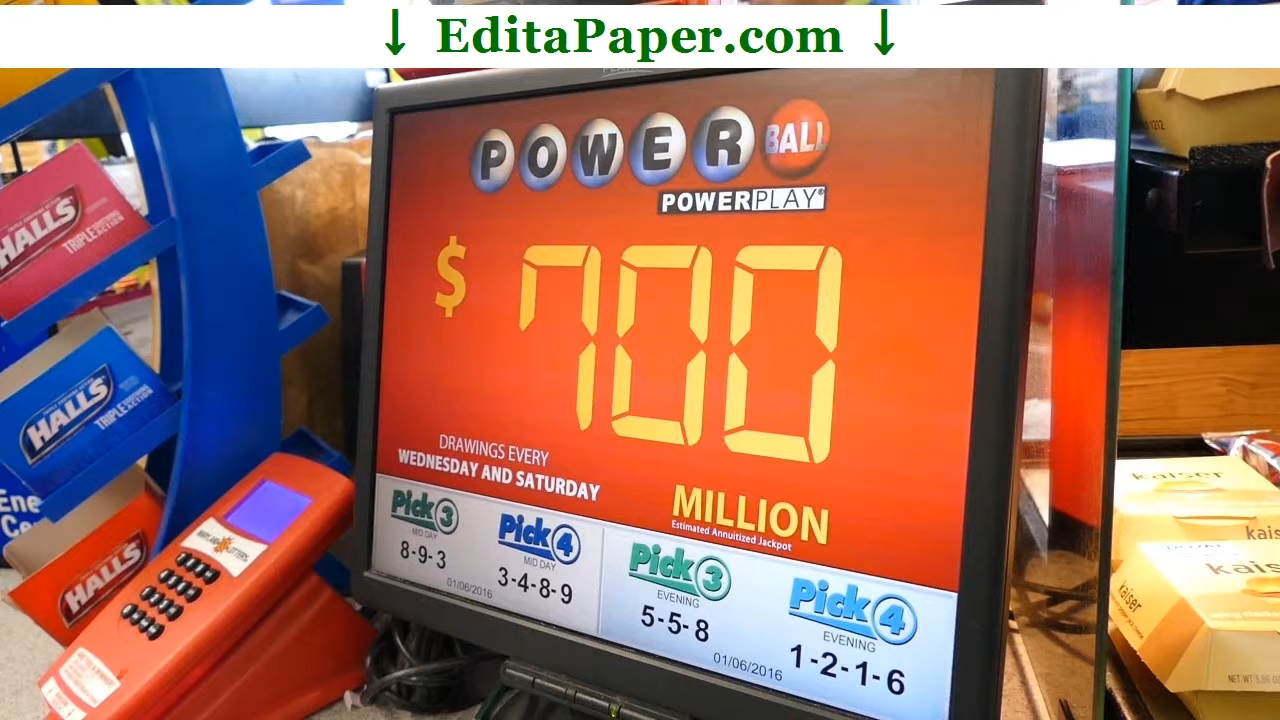 ↓ EditaPaper.com ↓
POWER BALL
POWERPLAY®
$ 700
MILLION
Estimated Annuitized Jackpot
DRAWINGS EVERY
WEDNESDAY AND SATURDAY
Pick 3
MID DAY
8-9-3
01/06/2016
Pick 4
MID DAY
3-4-8-9
Pick 3
EVENING
5-5-8
01/06/2016
Pick 4
EVENING
1-2-1-6
HALLS
TRIPLE
HALLS
TRIPLE
ACTION
HALLS
1212
kaiser
kaiser
kaiser